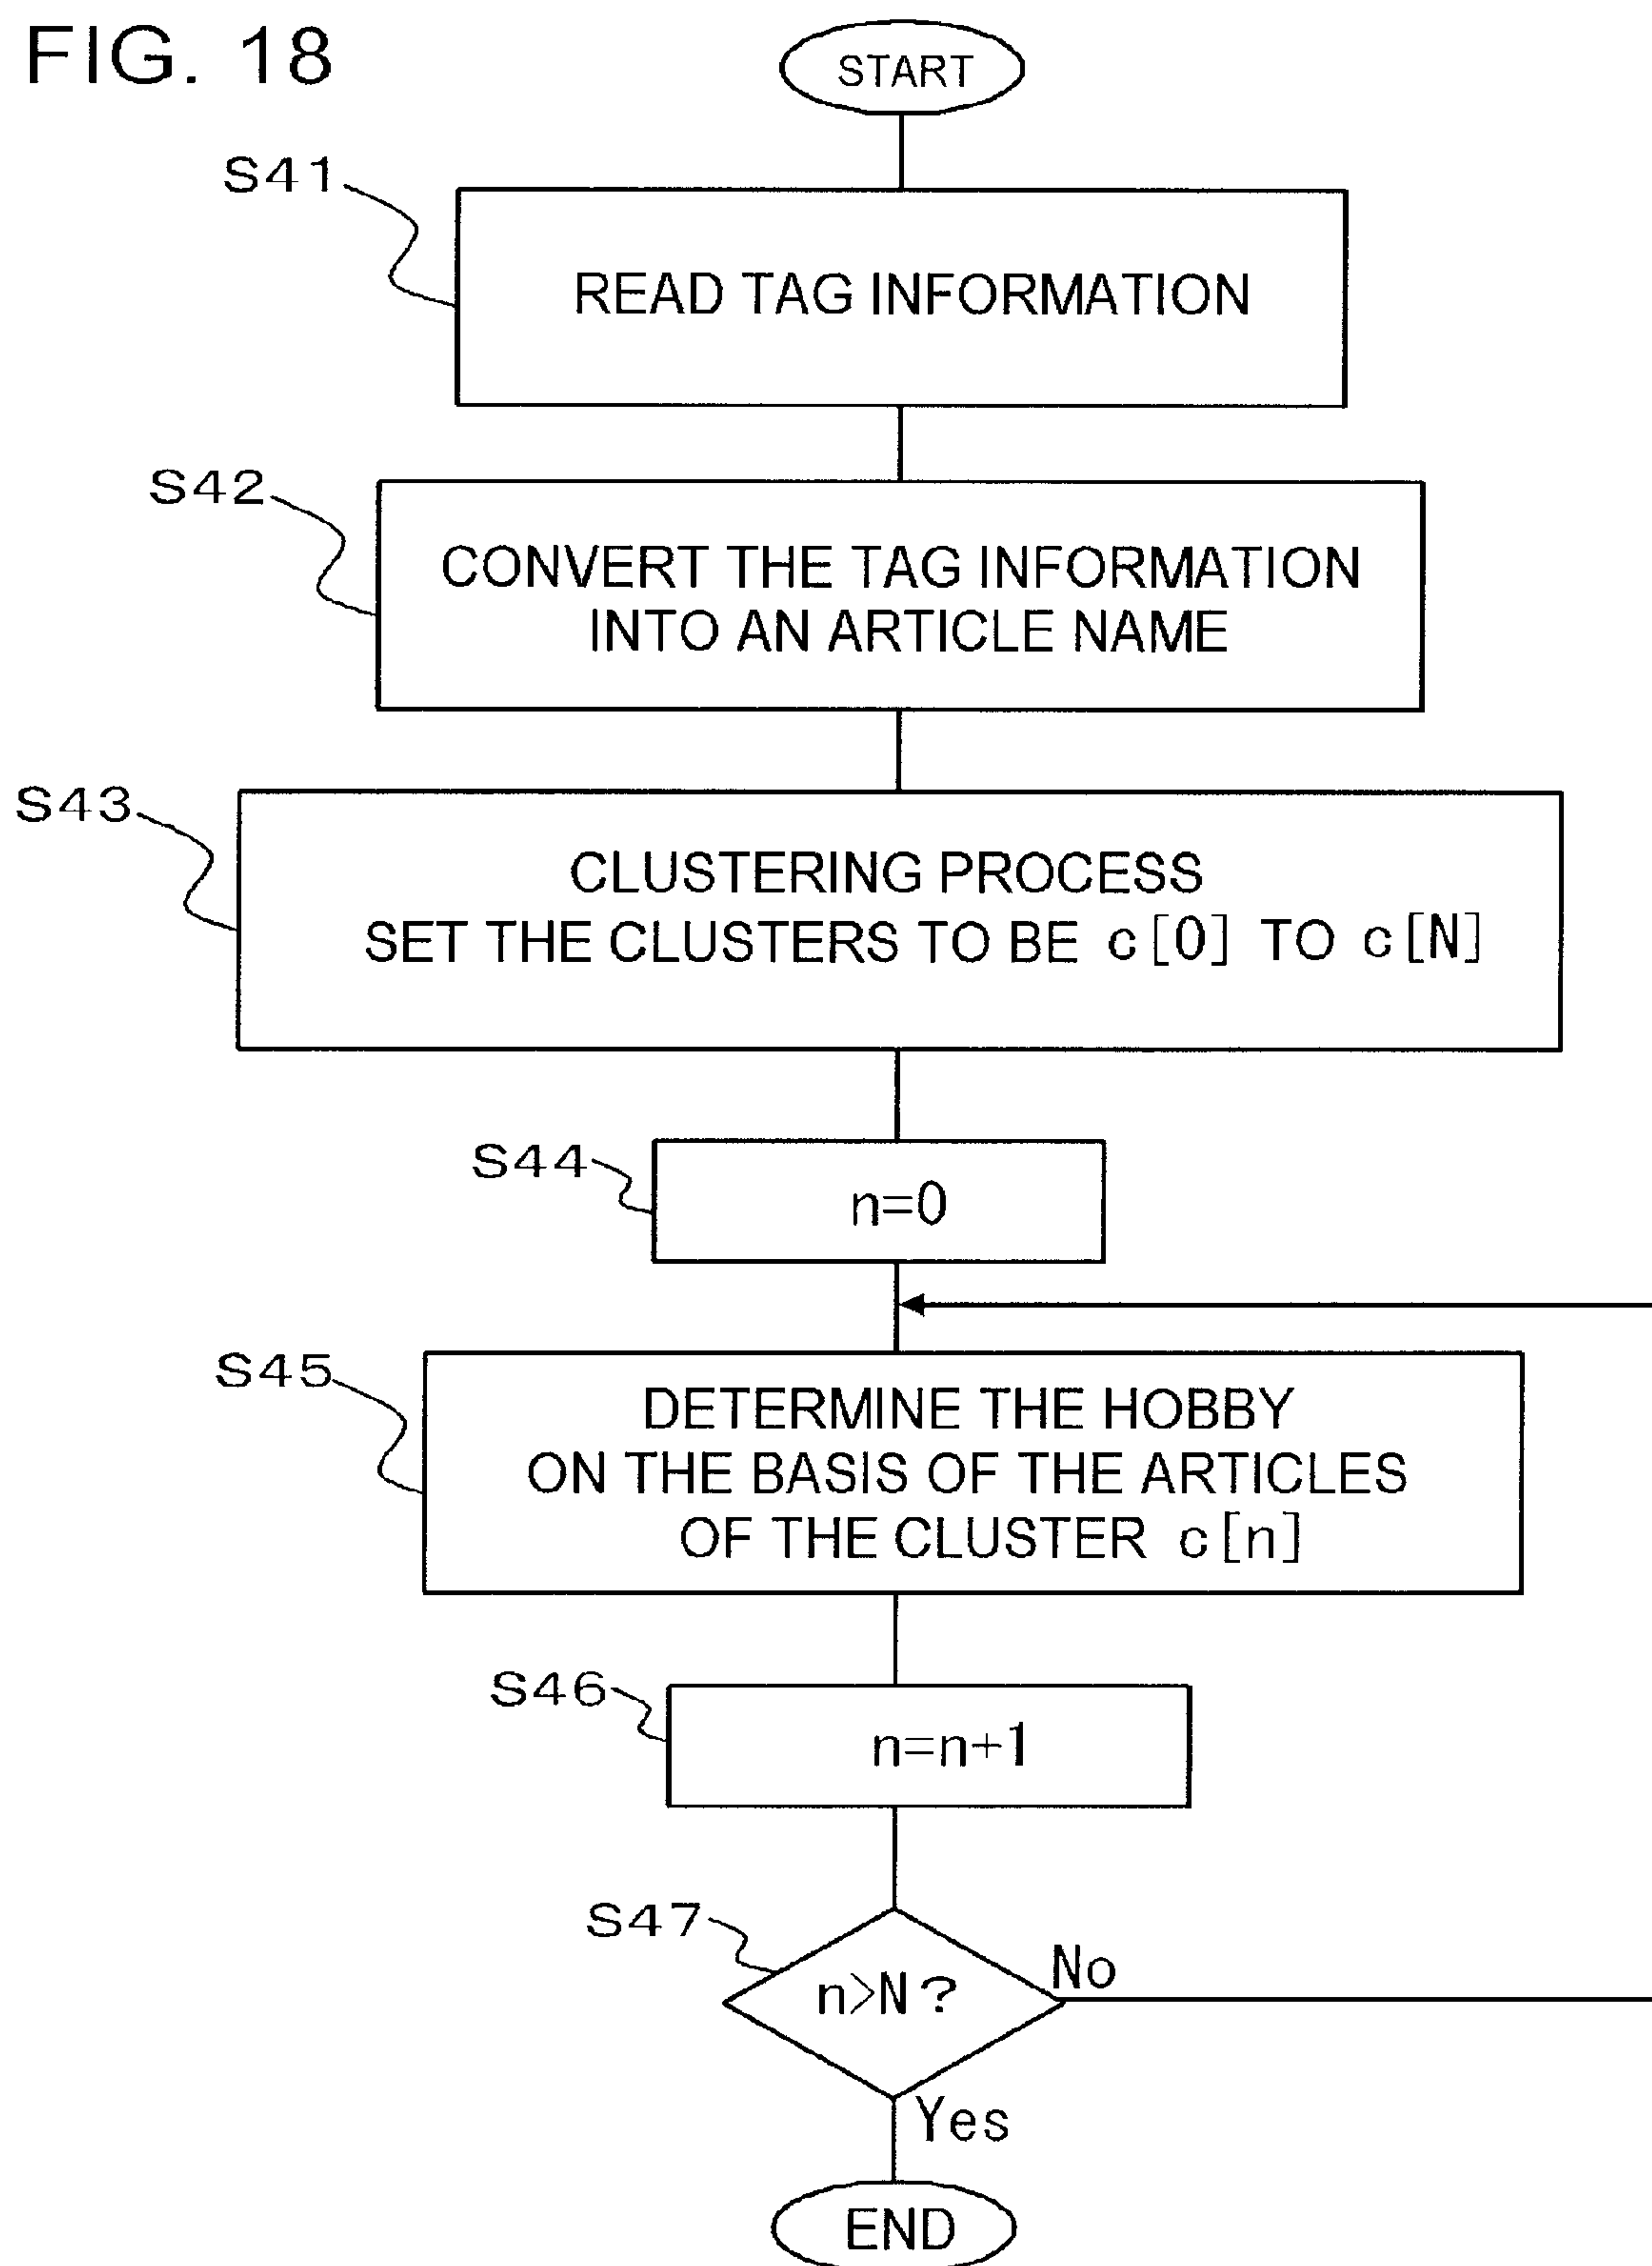 FIG. 18
START
S41
READ TAG INFORMATION
S42
CONVERT THE TAG INFORMATION
INTO AN ARTICLE NAME
S43
CLUSTERING PROCESS
SET THE CLUSTERS TO BE c[0] TO c[N]
S44
n=0
S45
DETERMINE THE HOBBY
ON THE BASIS OF THE ARTICLES
OF THE CLUSTER c[n]
S46
n=n+1
S47
n>N?
No
Yes
END